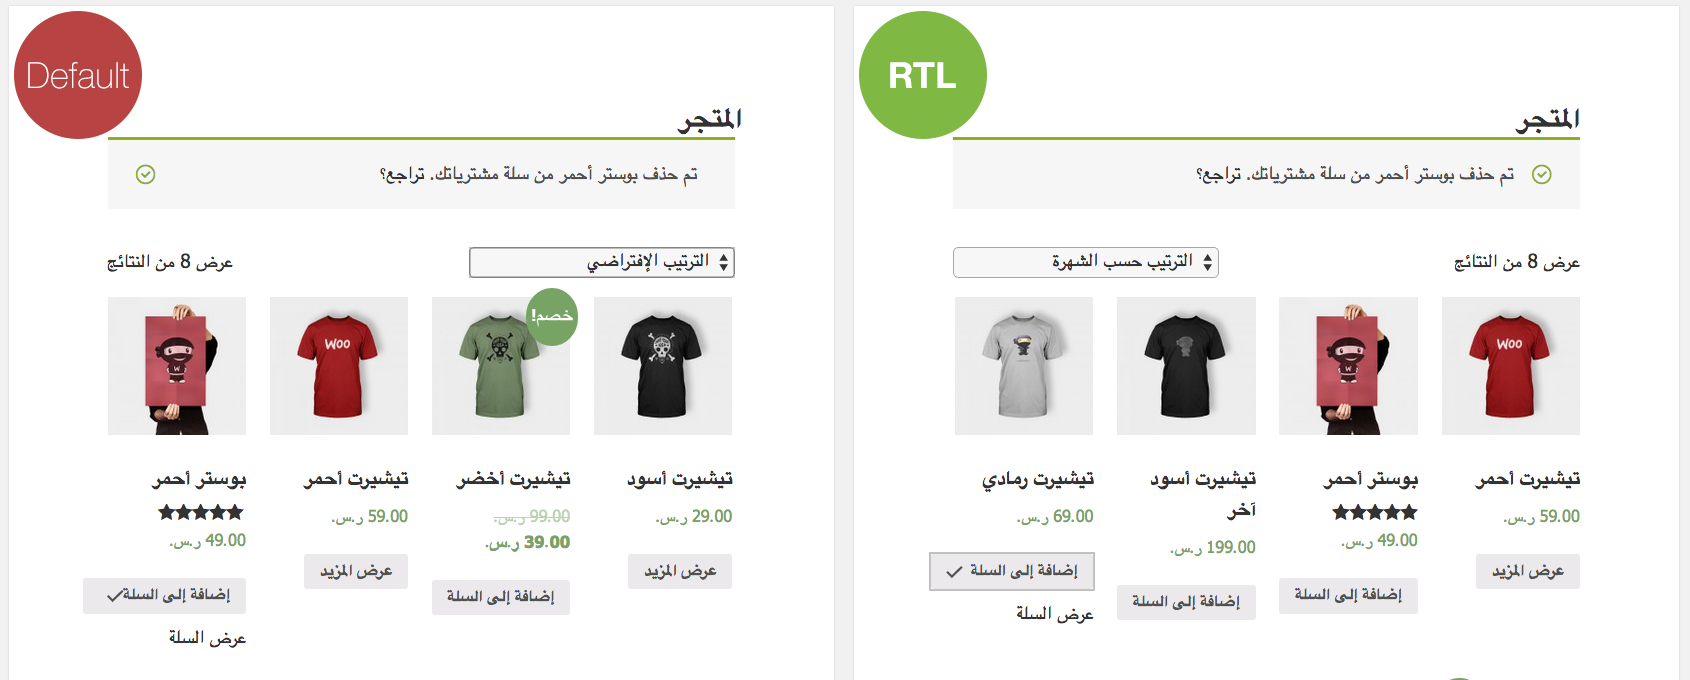 Default
المتجر
تم حذف بوستر أحمر من سلة مشترياتك. تراجع؟
الترتيب الإفتراضي
عرض 8 من النتائج
خصم!
WOO
W
تيشيرت أسود
29.00 ر.س.
عرض المزيد
تيشيرت أخضر
99.00 ر.س.
39.00 ر.س.
إضافة إلى السلة
تيشيرت أحمر
59.00 ر.س.
عرض المزيد
بوستر أحمر
49.00 ر.س.
إضافة إلى السلة
عرض السلة
RTL
المتجر
تم حذف بوستر أحمر من سلة مشترياتك. تراجع؟
عرض 8 من النتائج
الترتيب حسب الشهرة
WOO
W
تيشيرت أحمر
59.00 ر.س.
عرض المزيد
بوستر أحمر
49.00 ر.س.
إضافة إلى السلة
تيشيرت أسود
آخر
199.00 ر.س.
إضافة إلى السلة
تيشيرت رمادي
69.00 ر.س.
إضافة إلى السلة
عرض السلة